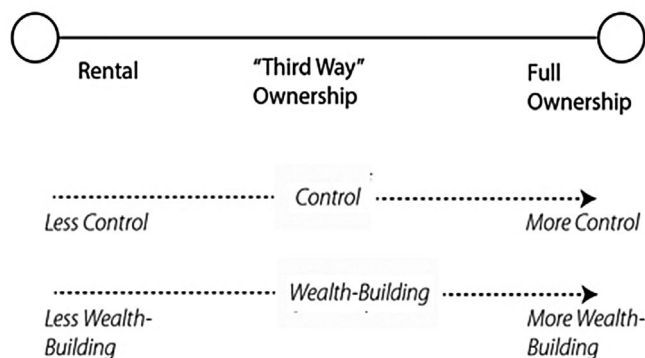 Rental
“Third Way”
Ownership
Full
Ownership
Control
Less Control
More Control
Wealth-Building
Less Wealth-
Building
More Wealth-
Building